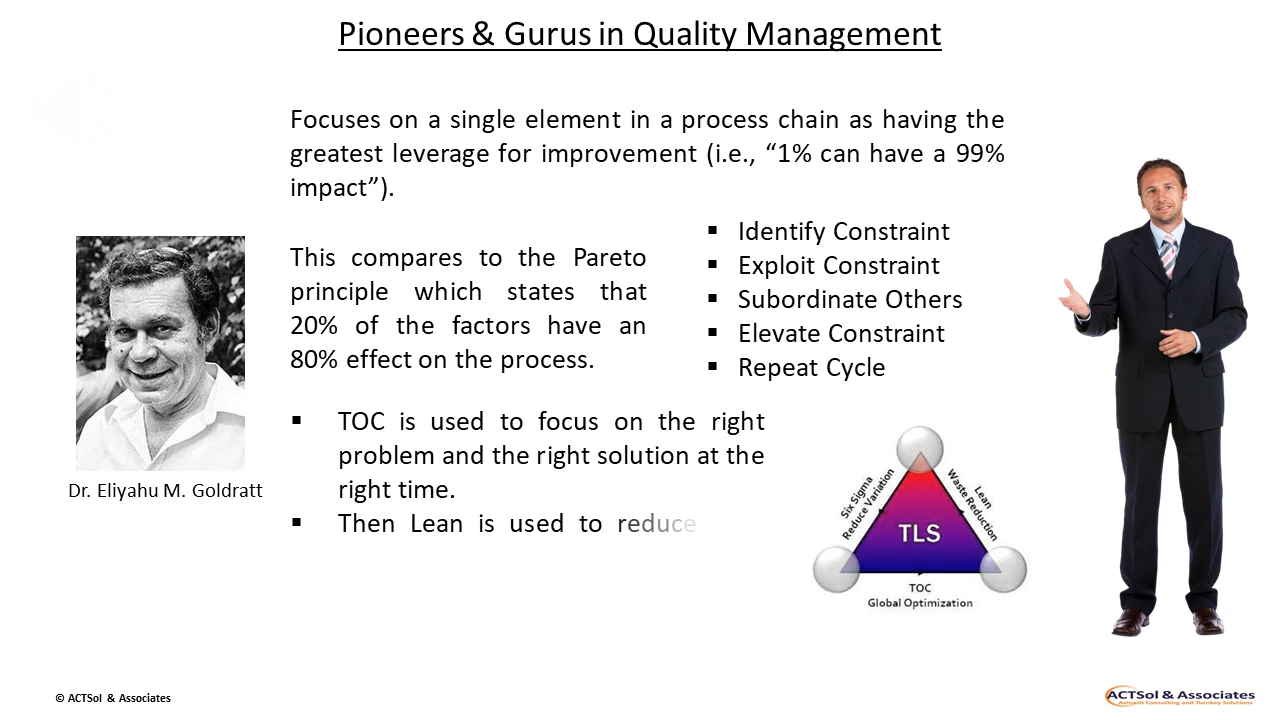 Pioneers & Gurus in Quality Management
Focuses on a single element in a process chain as having the
greatest leverage for improvement (i.e., “1% can have a 99%
impact”).
This compares to the Pareto
principle which states that
20% of the factors have an
80% effect on the process.
▪ Identify Constraint
▪ Exploit Constraint
▪ Subordinate Others
▪ Elevate Constraint
▪ Repeat Cycle
Dr. Eliyahu M. Goldratt
▪ TOC is used to focus on the right
problem and the right solution at the
right time.
▪ Then Lean is used to reduce
Six Sigma
Reduce Variation
Lean
Waste Reduction
TLS
TOC
Global Optimization
© ACTSol & Associates
ACTSol & Associates
Avinash Consulting and Turnkey Solutions